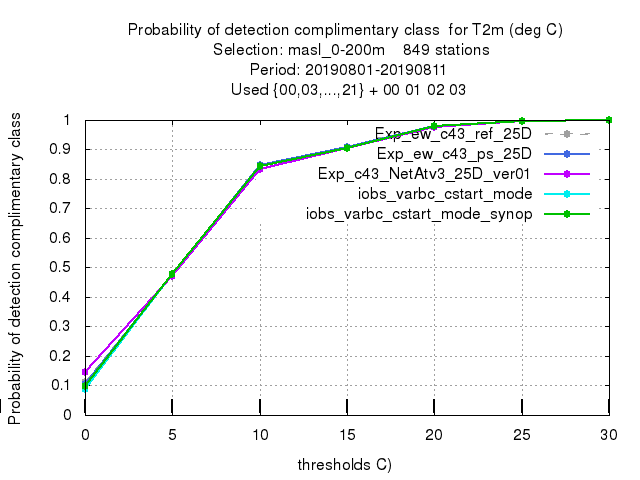 Probability of detection complimentary class for T2m (deg C)
Selection: masl_0-200m 849 stations
Period: 20190801-20190811
Used {00,03,...,21} + 00 01 02 03
Probability of detection complimentary class
1
0.9
0.8
0.7
0.6
0.5
0.4
0.3
0.2
0.1
0
Exp_ew_c43_ref_25D
Exp_ew_c43_ps_25D
Exp_c43_NetAtv3_25D_ver01
iobs_varbc_cstart_mode
iobs_varbc_cstart_mode_synop
0 5 10 15 20 25 30
thresholds C)